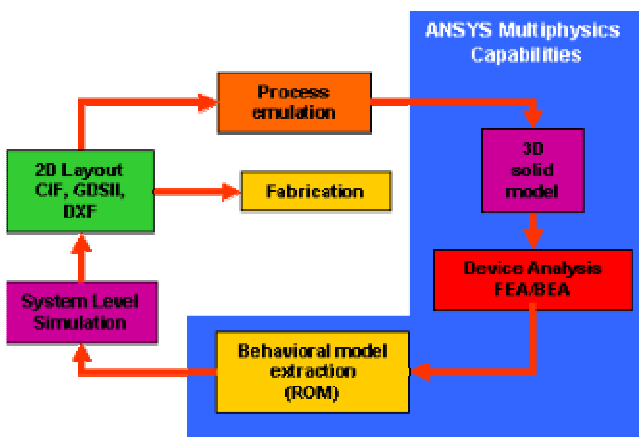 ANSYS Multiphysics
Capabilities
Process
emulation
3D
solid
model
2D Layout
CIF, GDSII,
DXF
Fabrication
Device Analysis
FEA/BEA
System Level
Simulation
Behavioral model
extraction
(ROM)